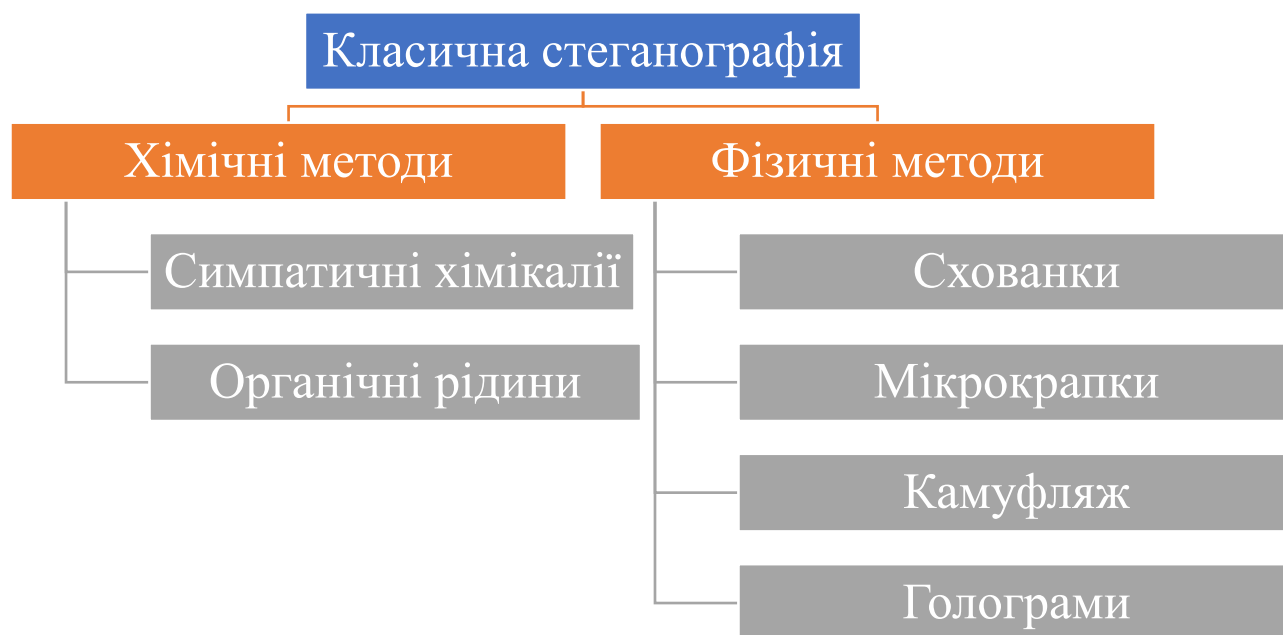 Класична стеганографія
Хімічні методи
Симпатичні хімікалії
Органічні рідини
Фізичні методи
Схованки
Мікрокрапки
Камуфляж
Голограми